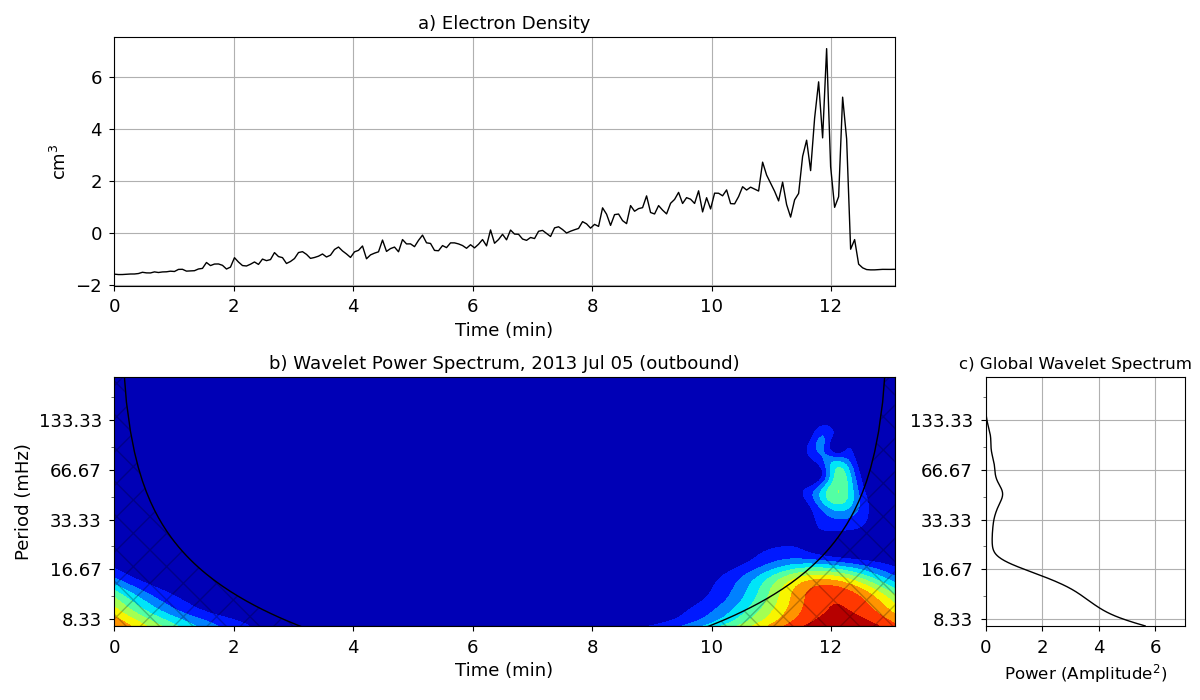 a) Electron Density
cm³
6
4
2
0
−2
0 2 4 6 8 10 12
Time (min)
b) Wavelet Power Spectrum, 2013 Jul 05 (outbound)
Period (mHz)
133.33
66.67
33.33
16.67
8.33
0 2 4 6 8 10 12
Time (min)
c) Global Wavelet Spectrum
133.33
66.67
33.33
16.67
8.33
0 2 4 6
Power (Amplitude²)